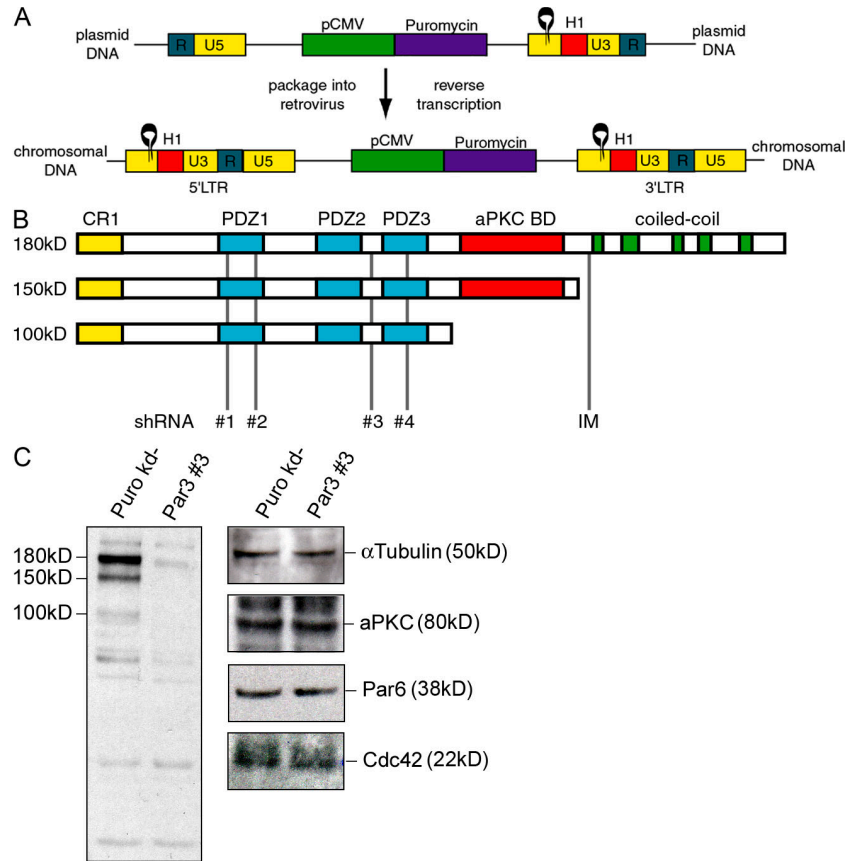 A
pCMV Puromycin H1
plasmid DNA R U5 U3 R plasmid DNA
package into retrovirus reverse transcription
H1 pCMV Puromycin H1
chromosomal DNA U3 R U5 U3 R U5 chromosomal DNA
5'LTR 3'LTR
B
CR1 PDZ1 PDZ2 PDZ3 aPKC BD coiled-coil
180kD
150kD
100kD
shRNA #1 #2 #3 #4 IM
C
Puro kd- Par3 #3 Puro kd- Par3 #3
180kD
150kD
100kD
αTubulin (50kD)
aPKC (80kD)
Par6 (38kD)
Cdc42 (22kD)